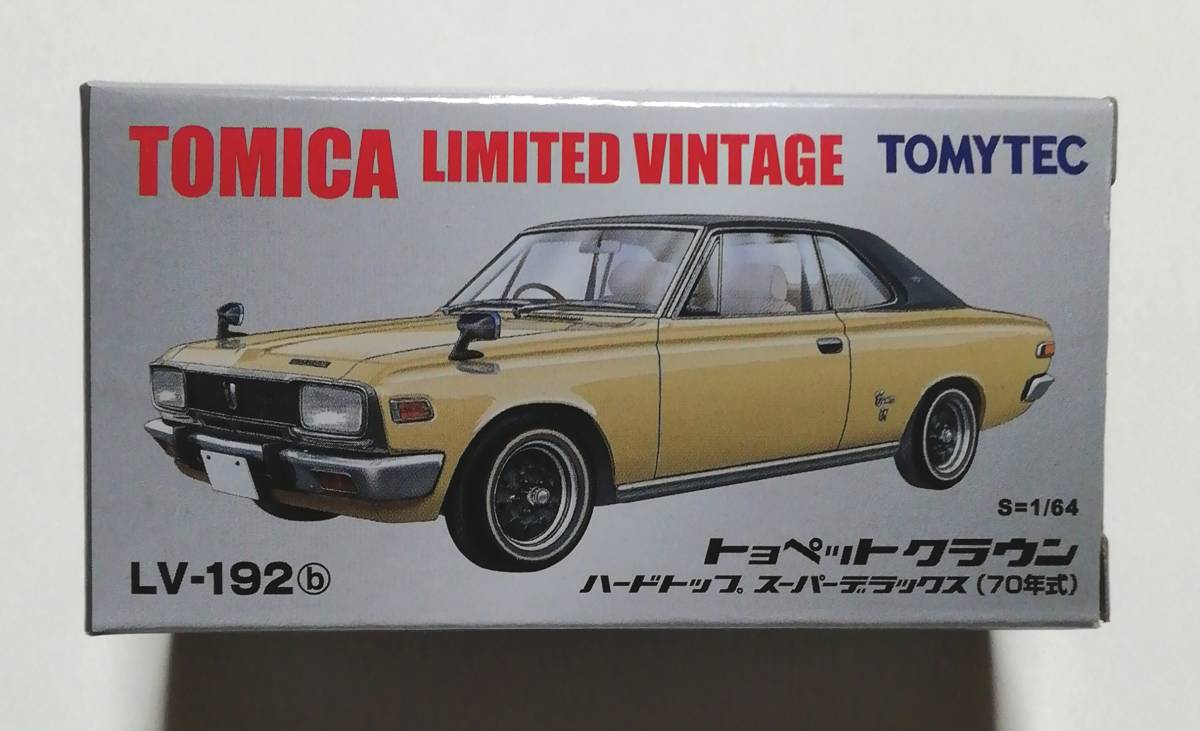 TOMICA LIMITED VINTAGE TOMYTEC
S=1/64
LV-192ⓑ
トヨペットクラウン
ハードトップ スーパーデラックス(70年式)